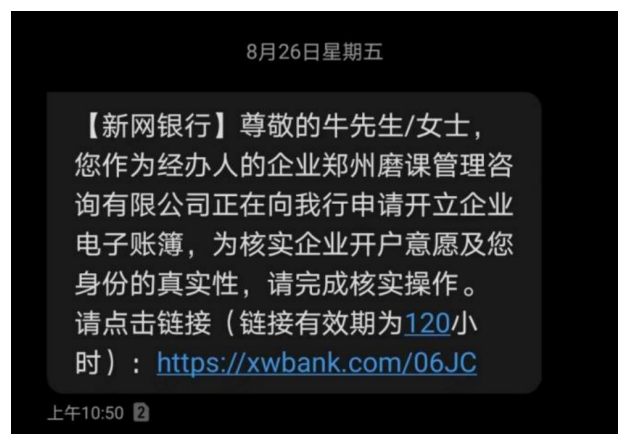 8月26日星期五
【新网银行】尊敬的牛先生/女士，
您作为经办人的企业郑州磨课管理咨
询有限公司正在向我行申请开立企业
电子账簿，为核实企业开户意愿及您
身份的真实性，请完成核实操作。
请点击链接（链接有效期为120小
时）：https://xwbank.com/06JC
上午10:50 2